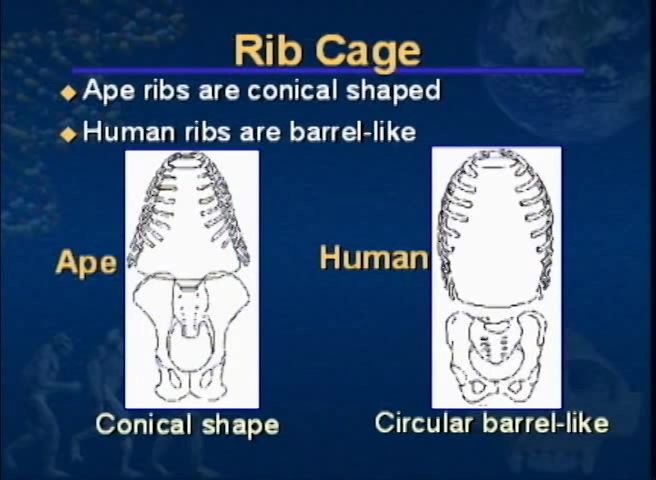 Rib Cage
Ape ribs are conical shaped
Human ribs are barrel-like
Ape
Human
Conical shape
Circular barrel-like